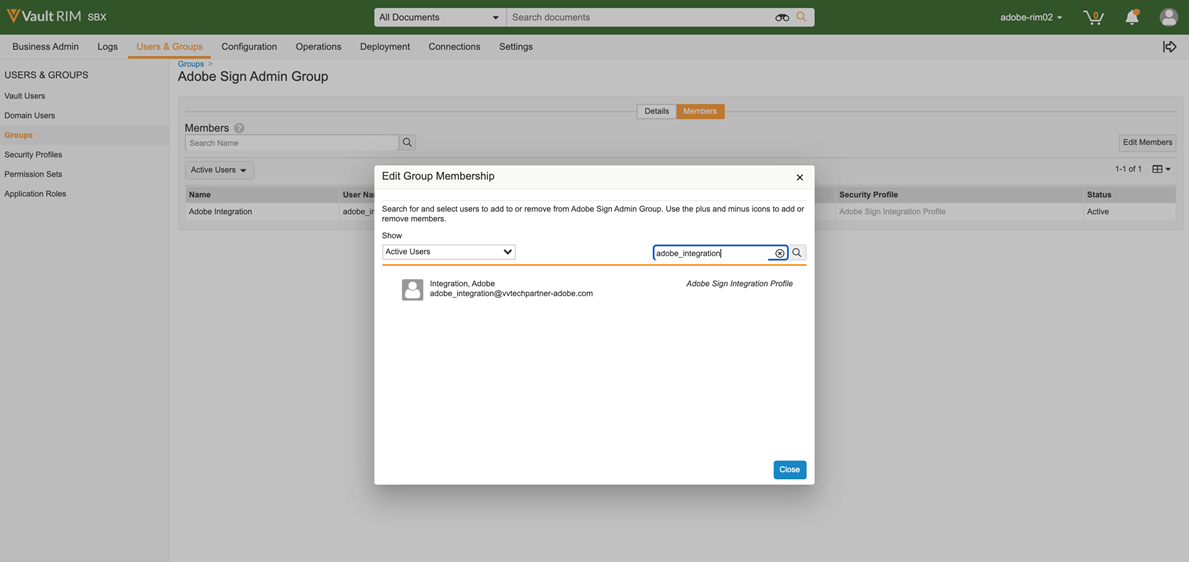 Vault RIM SBX
All Documents
Search documents
adobe-rim02
0
Business Admin
Logs
Users & Groups
Configuration
Operations
Deployment
Connections
Settings
USERS & GROUPS
Vault Users
Domain Users
Groups
Security Profiles
Permission Sets
Application Roles
Groups >
Adobe Sign Admin Group
Details
Members
Members ?
Search Name
Edit Members
Active Users
1-1 of 1
Name
User Na
Security Profile
Status
Adobe Integration
adobe_in
Adobe Sign Integration Profile
Active
Edit Group Membership
Search for and select users to add to or remove from Adobe Sign Admin Group. Use the plus and minus icons to add or
remove members.
Show
Active Users
adobe_integration
Integration, Adobe
Adobe Sign Integration Profile
adobe_integration@vvtechpartner-adobe.com
Close